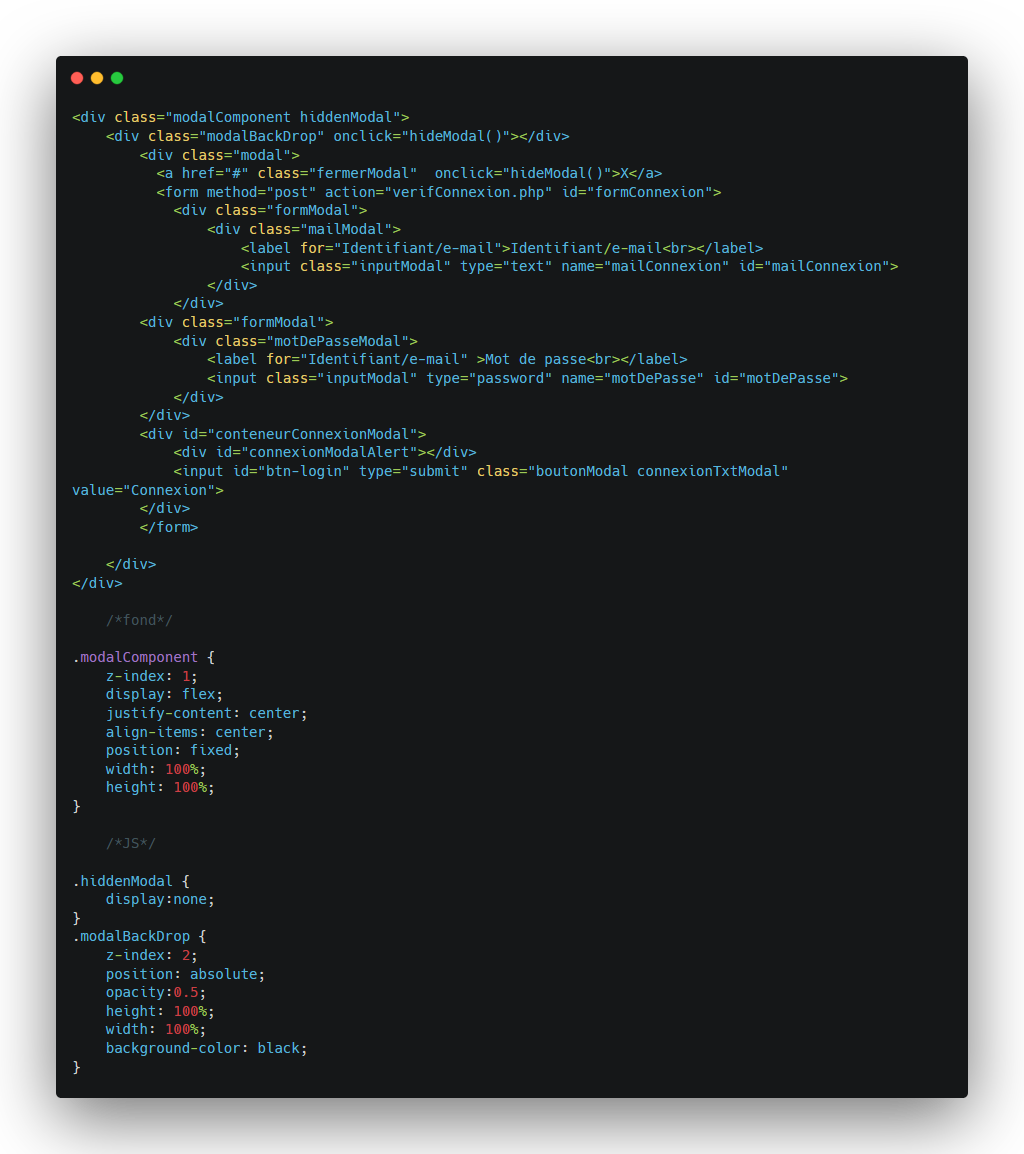 <div class="modalComponent hiddenModal">
    <div class="modalBackDrop" onclick="hideModal()"></div>
        <div class="modal">
          <a href="#" class="fermerModal"  onclick="hideModal()">X</a>
          <form method="post" action="verifConnexion.php" id="formConnexion">
            <div class="formModal">
                <div class="mailModal">
                    <label for="Identifiant/e-mail">Identifiant/e-mail<br></label>
                    <input class="inputModal" type="text" name="mailConnexion" id="mailConnexion">
                </div>
            </div>
        <div class="formModal">
            <div class="motDePasseModal">
                <label for="Identifiant/e-mail" >Mot de passe<br></label>
                <input class="inputModal" type="password" name="motDePasse" id="motDePasse">
            </div>
        </div>
        <div id="conteneurConnexionModal">
            <div id="connexionModalAlert"></div>
            <input id="btn-login" type="submit" class="boutonModal connexionTxtModal"
value="Connexion">
        </div>
        </form>

    </div>
</div>

    /*fond*/

.modalComponent {
    z-index: 1;
    display: flex;
    justify-content: center;
    align-items: center;
    position: fixed;
    width: 100%;
    height: 100%;
}

    /*JS*/

.hiddenModal {
    display:none;
}
.modalBackDrop {
    z-index: 2;
    position: absolute;
    opacity:0.5;
    height: 100%;
    width: 100%;
    background-color: black;
}